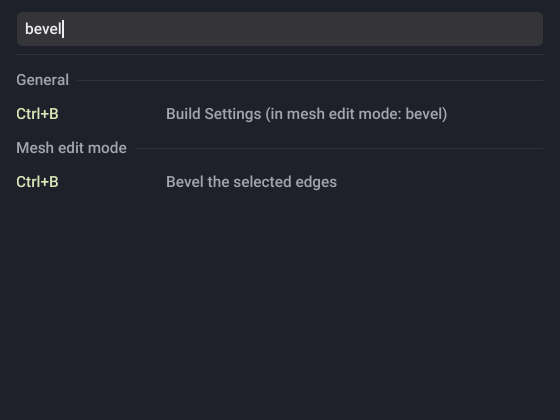 bevel
General
Ctrl+B Build Settings (in mesh edit mode: bevel)
Mesh edit mode
Ctrl+B Bevel the selected edges